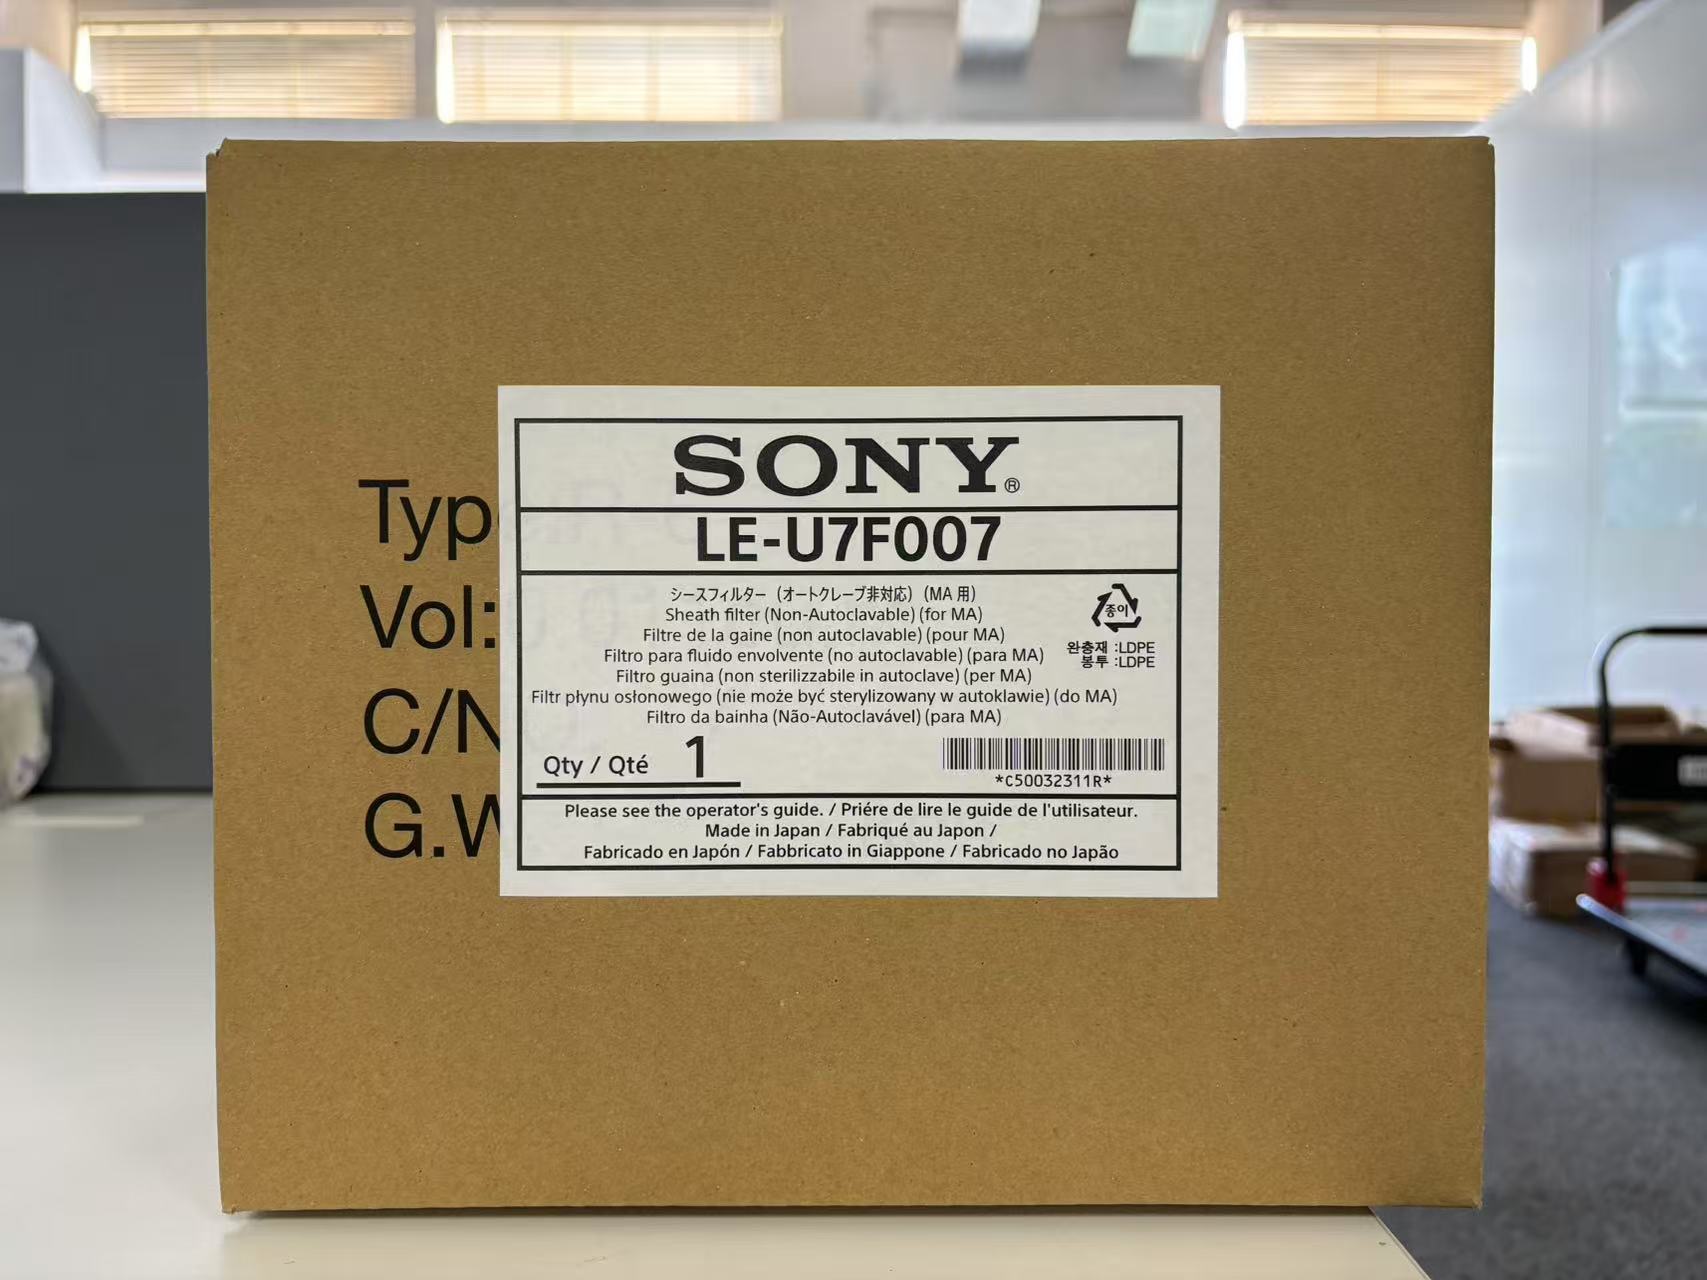 SONY®
LE-U7F007
シースフィルター（オートクレーブ非対応）（MA 用）
Sheath filter (Non-Autoclavable) (for MA)
Filtre de la gaine (non autoclavable) (pour MA)
Filtro para fluido envolvente (no autoclavable) (para MA)
Filtro guaina (non sterilizzabile in autoclave) (per MA)
Filtr płynu osłonowego (nie może być sterylizowany w autoklawie) (do MA)
Filtro da bainha (Não-Autoclavável) (para MA)
종이
완충재 :LDPE
봉투 :LDPE
Qty / Qté 1
*C50032311R*
Please see the operator's guide. / Priére de lire le guide de l'utilisateur.
Made in Japan / Fabriqué au Japon /
Fabricado en Japón / Fabbricato in Giappone / Fabricado no Japão
Typ
Vol:
C/N
G.W